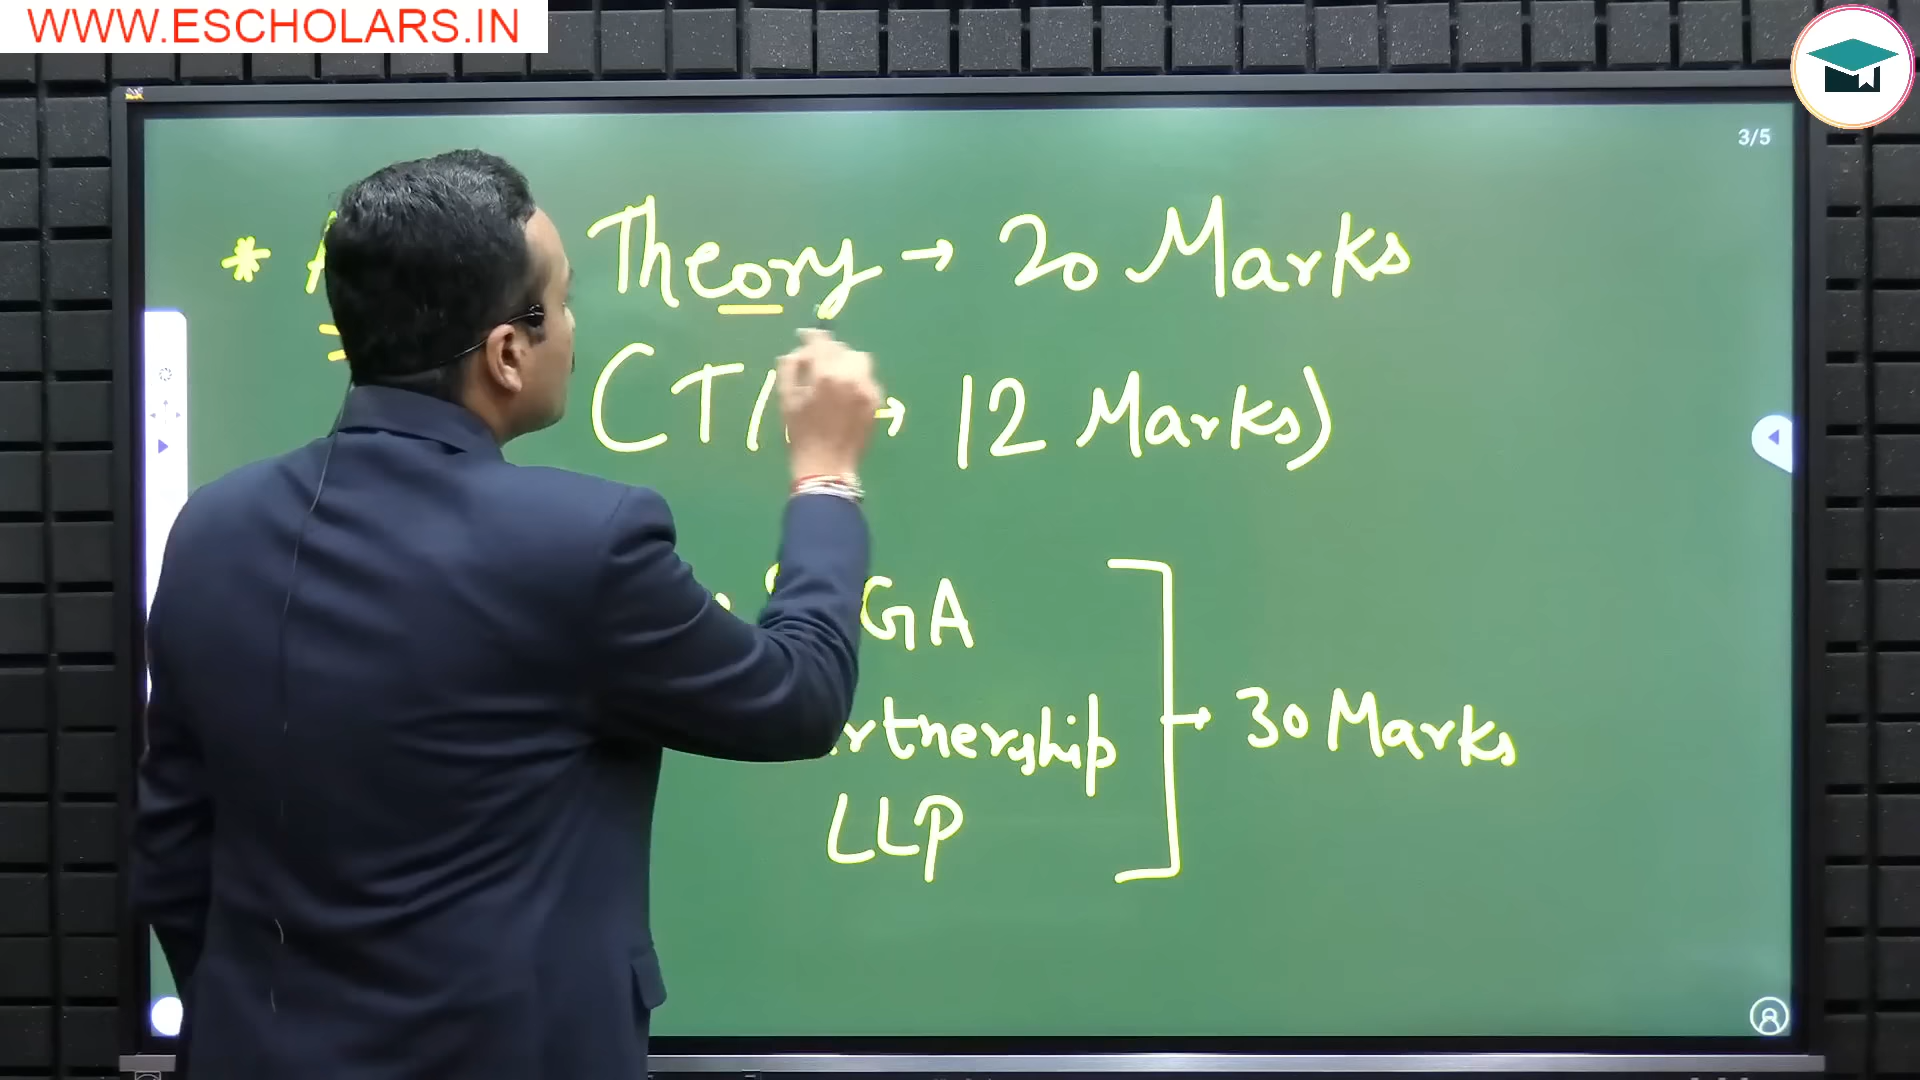 WWW.ESCHOLARS.IN
3/5
* Theory → 20 Marks
→ 12 Marks)
GA
LLP
→ 30 Marks